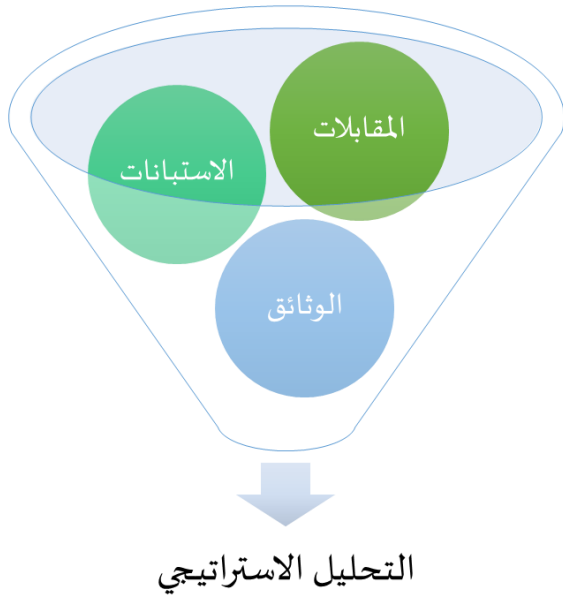 المقابلات
الاستبانات
الوثائق
التحليل الاستراتيجي